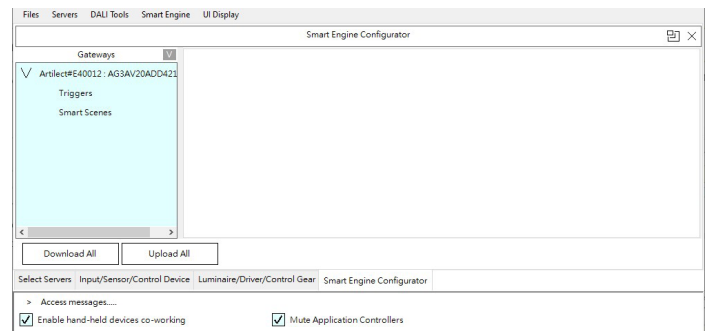 Files Servers DALI Tools Smart Engine UI Display
Smart Engine Configurator
Gateways V
Artilect#E40012 : AG3AV20ADD421
Triggers
Smart Scenes
Download All Upload All
Select Servers Input/Sensor/Control Device Luminaire/Driver/Control Gear Smart Engine Configurator
> Access messages.....
Enable hand-held devices co-working Mute Application Controllers